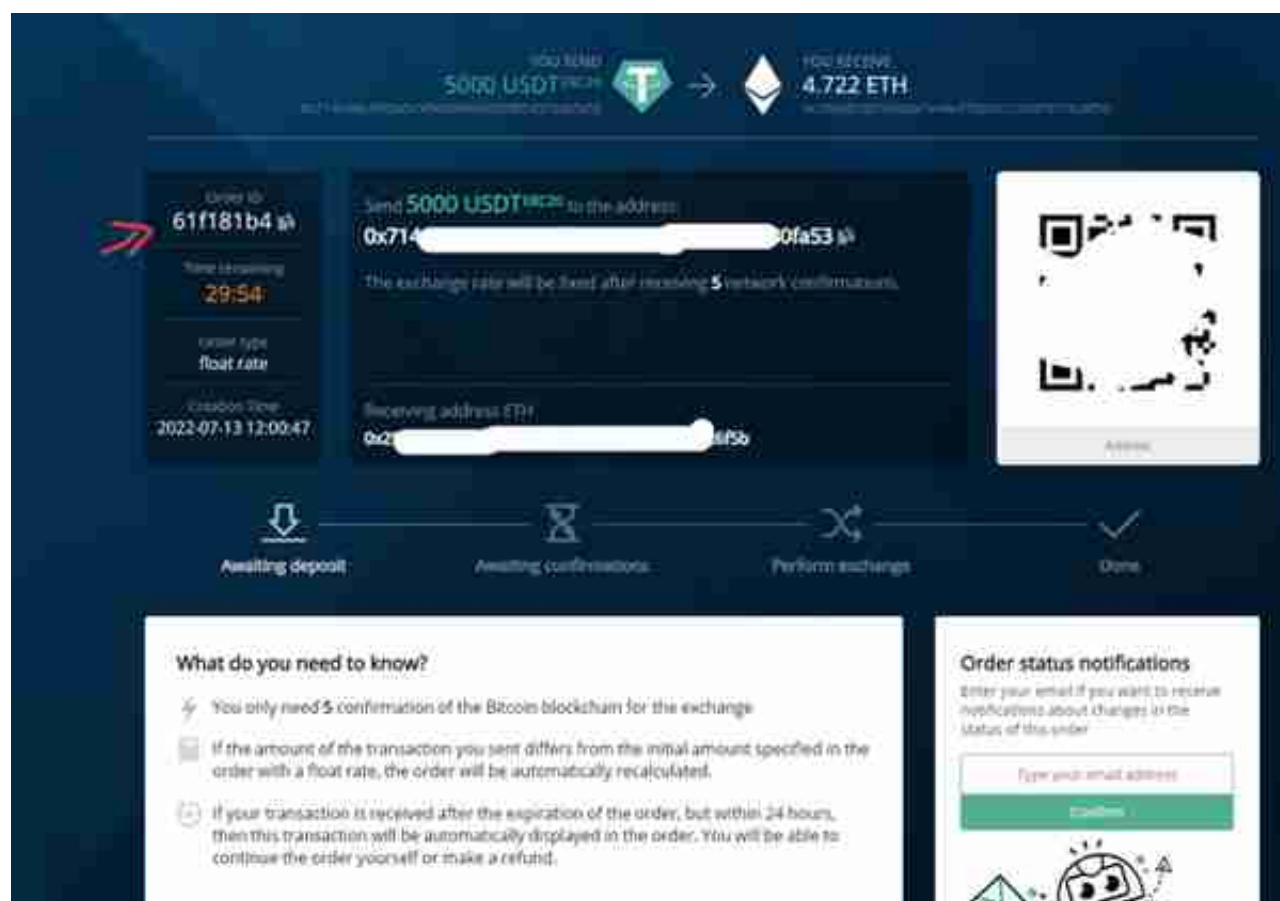 YOU SEND
5000 USDT ERC20
YOU RECEIVE
4.722 ETH
Order ID
61f181b4
Time remaining
29:54
Order type
float rate
Creation Time
2022-07-13 12:00:47
Send 5000 USDT ERC20 to the address:
0x714 0fa53
The exchange rate will be fixed after receiving 5 network confirmations.
Receiving address ETH
0x2 6f5b
Address
Awaiting deposit
Awaiting confirmations
Perform exchange
Done
What do you need to know?
You only need 5 confirmation of the Bitcoin blockchain for the exchange
If the amount of the transaction you sent differs from the initial amount specified in the
order with a float rate, the order will be automatically recalculated.
If your transaction is received after the expiration of the order, but within 24 hours,
then this transaction will be automatically displayed in the order. You will be able to
continue the order yourself or make a refund.
Order status notifications
Enter your email if you want to receive
notifications about changes in the
status of this order
Type your email address
Confirm